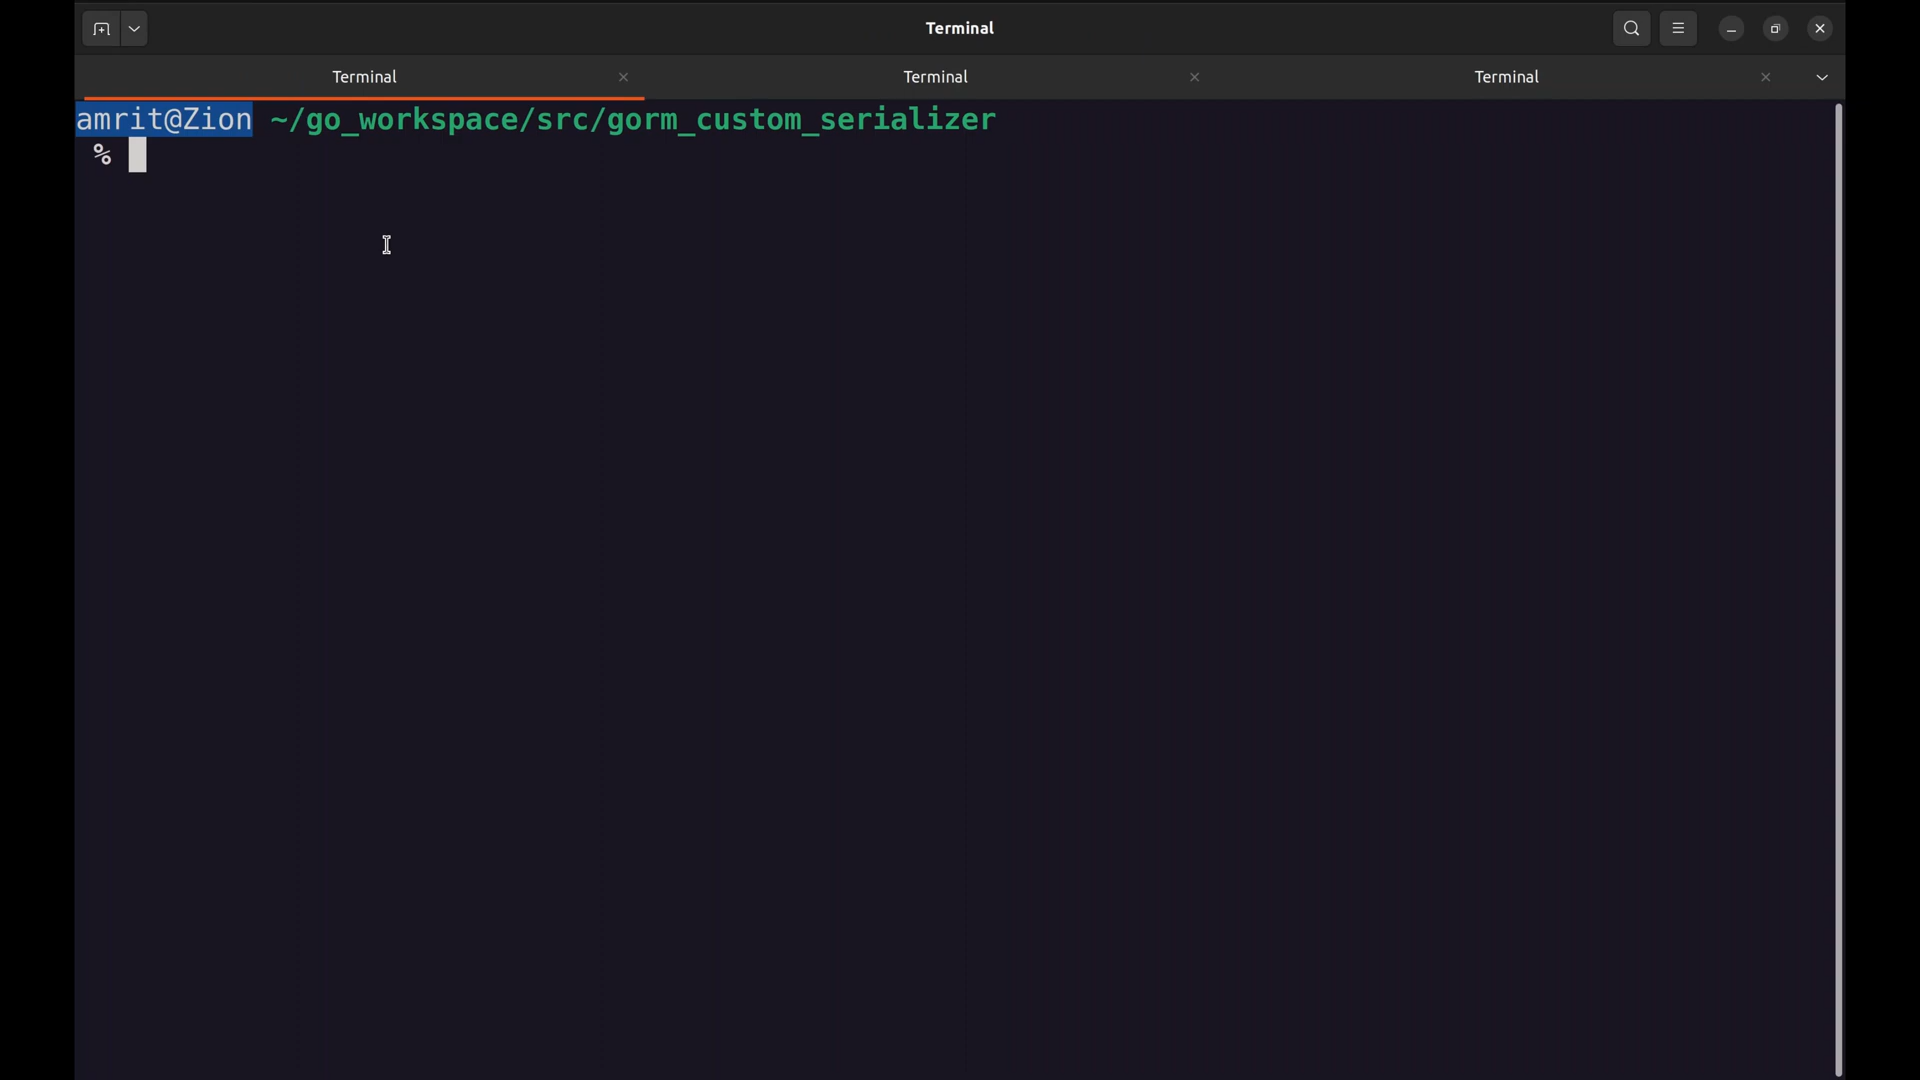 Terminal
Terminal Terminal Terminal
amrit@Zion ~/go_workspace/src/gorm_custom_serializer
%